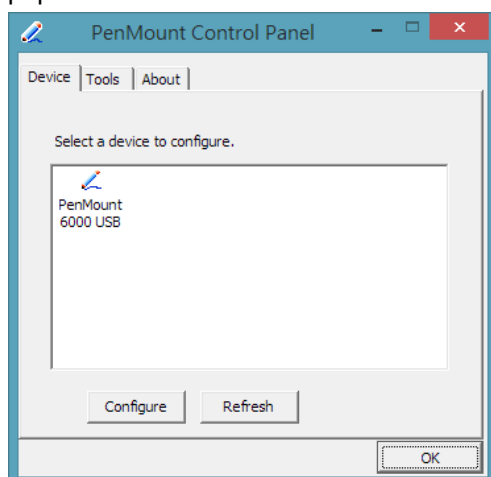 PenMount Control Panel
Device Tools About
Select a device to configure.
PenMount
6000 USB
Configure Refresh
OK